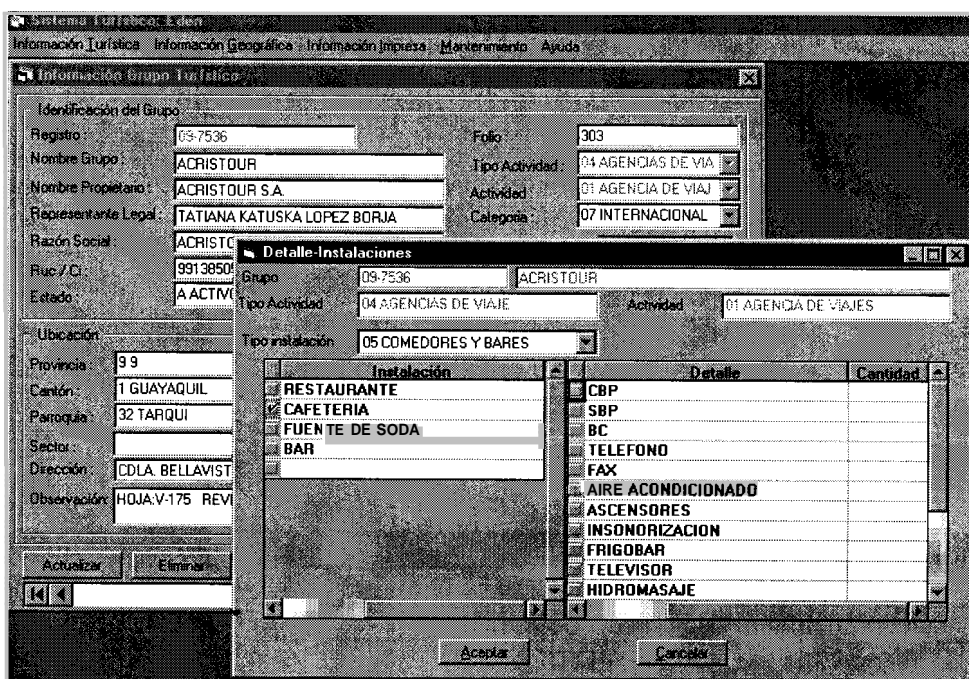 Sistema Turístico: Eden
Información Turística Información Geográfica Información Impresa Mantenimiento Ayuda
Información Grupo Turístico
Identificación del Grupo
Registro : 09-7536 Folio : 303
Nombre Grupo : ACRISTOUR Tipo Actividad : 04 AGENCIAS DE VIA
Nombre Propietario : ACRISTOUR S.A. Actividad : 01 AGENCIA DE VIAJ
Representante Legal : TATIANA KATUSKA LOPEZ BORJA Categoria : 07 INTERNACIONAL
Razón Social : ACRISTO
Ruc / Ci :
Estado : A ACTIVO
Ubicación
Provincia : 9 9
Cantón : 1 GUAYAQUIL
Parroquia : 32 TARQUI
Sector :
Dirección : CDLA. BELLAVIST
Observación: HOJA:V-175 REVI
Actualizar Eliminar
Detalle-Instalaciones
Grupo 09-7536 ACRISTOUR
Tipo Actividad 04 AGENCIAS DE VIAJE Actividad 01 AGENCIA DE VIAJES
Tipo instalación 05 COMEDORES Y BARES
Instalación Detalle Cantidad
RESTAURANTE CBP
CAFETERIA SBP
FUENTE DE SODA BC
BAR TELEFONO
FAX
AIRE ACONDICIONADO
ASCENSORES
INSONORIZACION
FRIGOBAR
TELEVISOR
HIDROMASAJE
Aceptar Cancelar